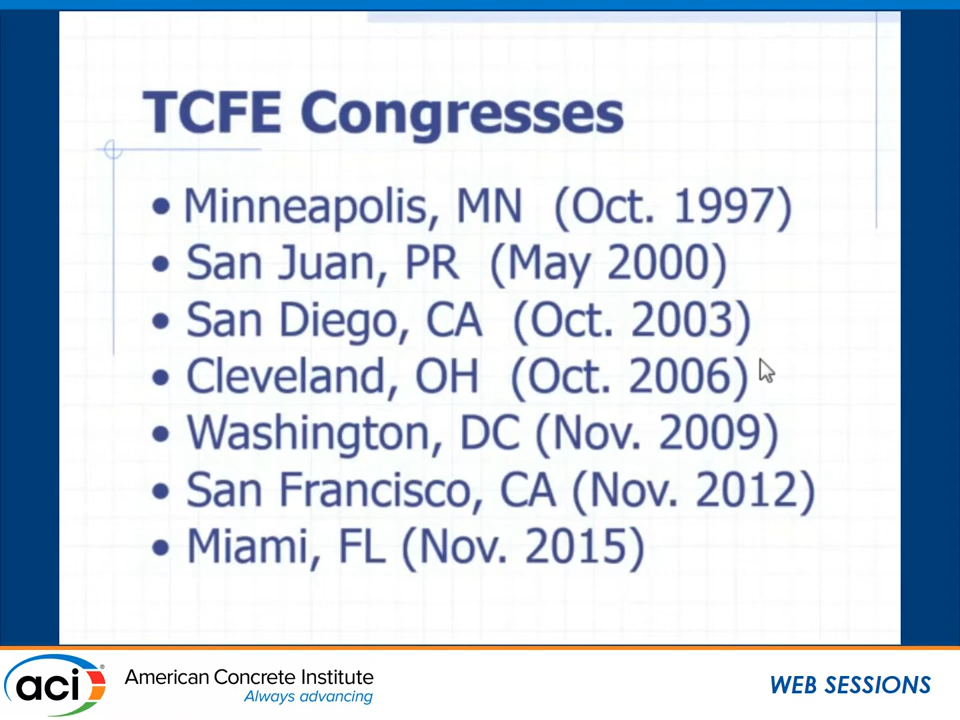 TCFE Congresses
• Minneapolis, MN (Oct. 1997)
• San Juan, PR (May 2000)
• San Diego, CA (Oct. 2003)
• Cleveland, OH (Oct. 2006)
• Washington, DC (Nov. 2009)
• San Francisco, CA (Nov. 2012)
• Miami, FL (Nov. 2015)
aci® American Concrete Institute
Always advancing
WEB SESSIONS